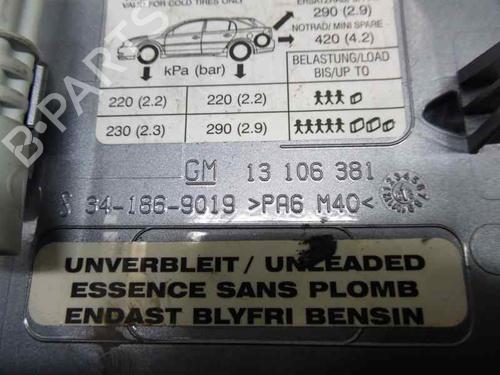 VALID FOR COLD TIRES ONLY
290 (2.9)
NOTRAD/MINI SPARE
420 (4.2)
kPa (bar)
BELASTUNG/LOAD
BIS/UP TO
220 (2.2) 220 (2.2)
230 (2.3) 290 (2.9)
GM 13 106 381
34-186-9019 >PA6 M40<
UNVERBLEIT / UNLEADED
ESSENCE SANS PLOMB
ENDAST BLYFRI BENSIN